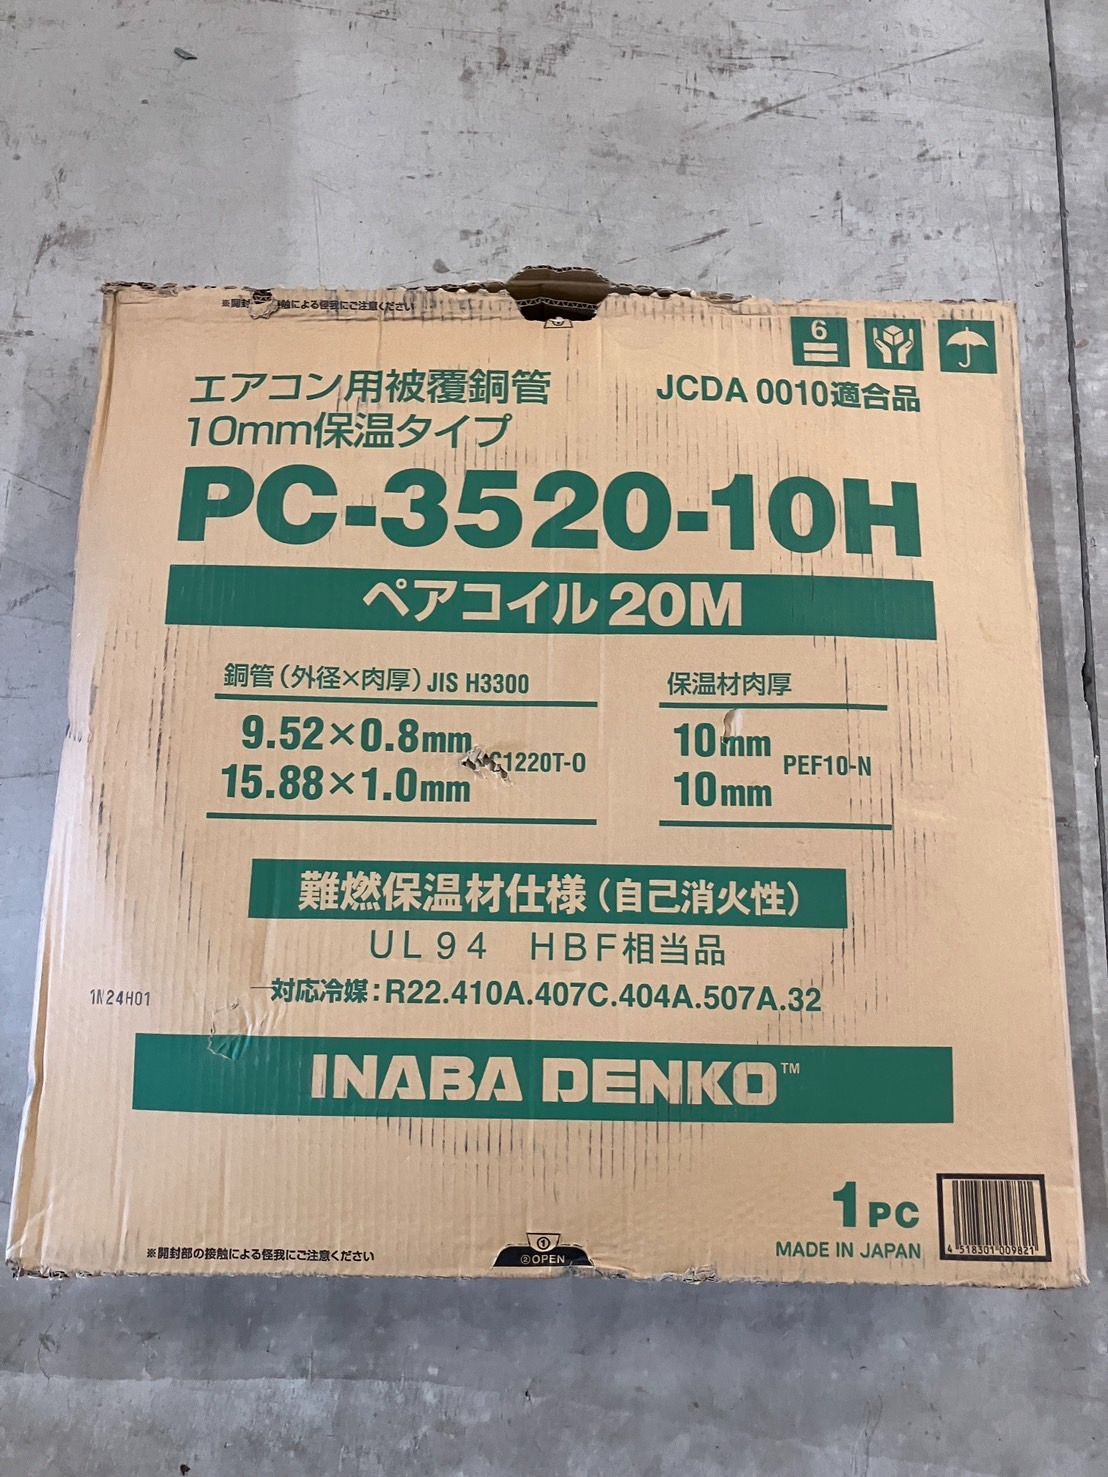 ※開封 触による怪我にご注意ください
6
エアコン用被覆銅管
JCDA 0010適合品
10mm保温タイプ
PC-3520-10H
ペアコイル 20M
銅管(外径×肉厚) JIS H3300
9.52×0.8mm
C1220T-O
15.88×1.0mm
保温材肉厚
10mm
PEF10-N
10mm
難燃保温材仕様(自己消火性)
UL94 HBF相当品
対応冷媒:R22.410A.407C.404A.507A.32
1N24H01
INABA DENKO™
1PC
MADE IN JAPAN
4 518301 009821
※開封部の接触による怪我にご注意ください
①
②OPEN